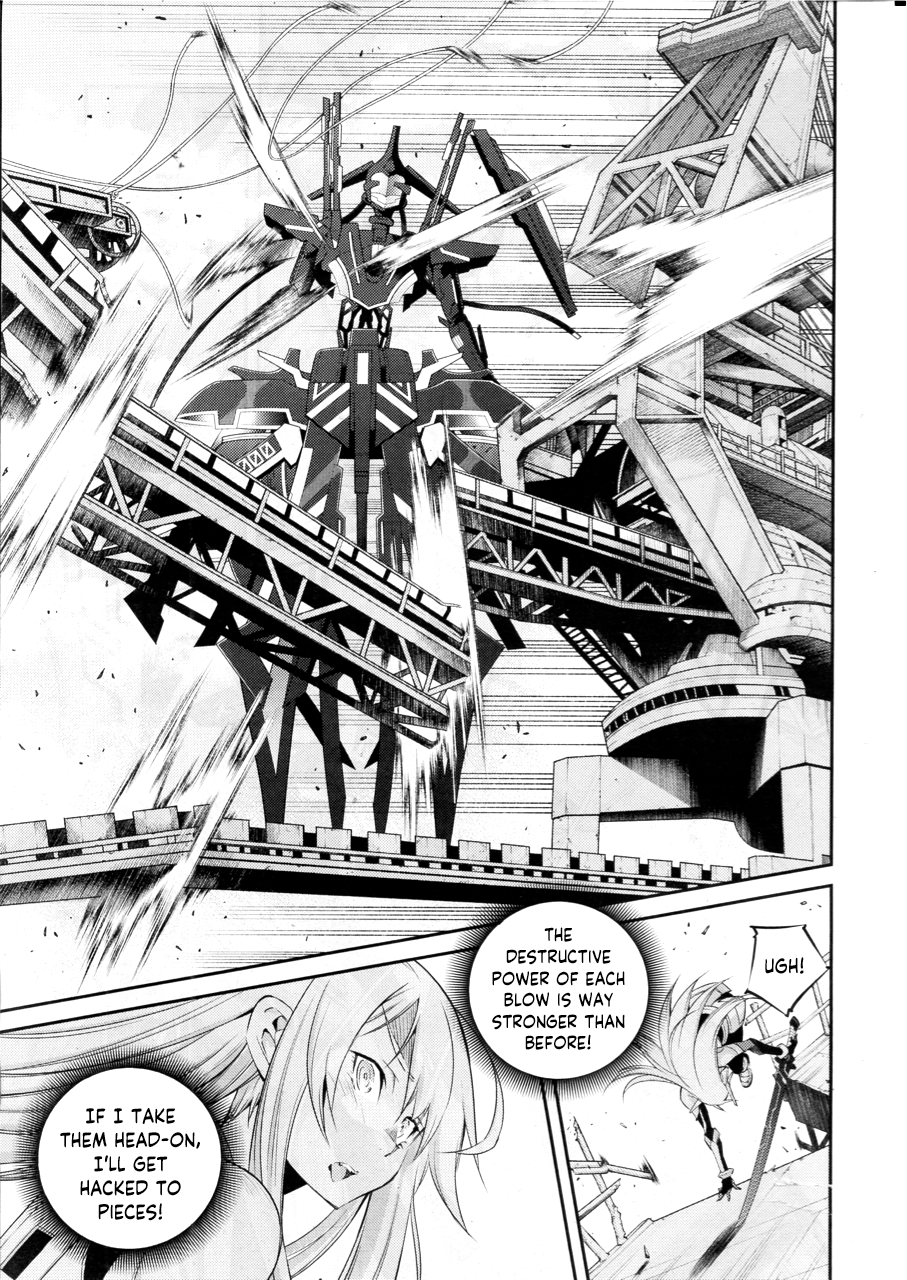 000
UGH!
THE
DESTRUCTIVE
POWER OF EACH
BLOW IS WAY
STRONGER THAN
BEFORE!
IF I TAKE
THEM HEAD-ON,
I'LL GET
HACKED TO
PIECES!